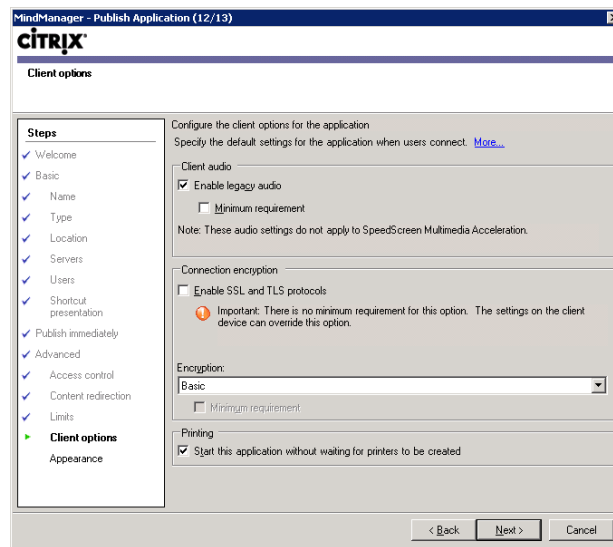 MindManager - Publish Application (12/13)
CITRIX
Client options
Steps
Welcome
Basic
Name
Type
Location
Servers
Users
Shortcut
presentation
Publish immediately
Advanced
Access control
Content redirection
Limits
Client options
Appearance
Configure the client options for the application
Specify the default settings for the application when users connect. More...
Client audio
Enable legacy audio
Minimum requirement
Note: These audio settings do not apply to SpeedScreen Multimedia Acceleration.
Connection encryption
Enable SSL and TLS protocols
Important: There is no minimum requirement for this option. The settings on the client
device can override this option.
Encryption:
Basic
Minimum requirement
Printing
Start this application without waiting for printers to be created
< Back
Next >
Cancel